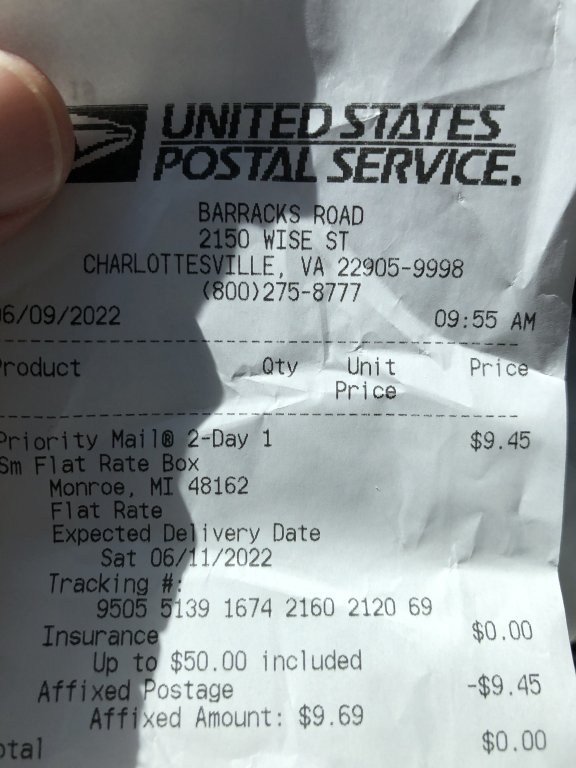 UNITED STATES
POSTAL SERVICE.
BARRACKS ROAD
2150 WISE ST
CHARLOTTESVILLE, VA 22905-9998
(800)275-8777
6/09/2022 09:55 AM
roduct Qty Unit Price
Price
Priority Mail® 2-Day 1 $9.45
Sm Flat Rate Box
Monroe, MI 48162
Flat Rate
Expected Delivery Date
Sat 06/11/2022
Tracking #:
9505 5139 1674 2160 2120 69
Insurance $0.00
Up to $50.00 included
Affixed Postage -$9.45
Affixed Amount: $9.69
otal $0.00